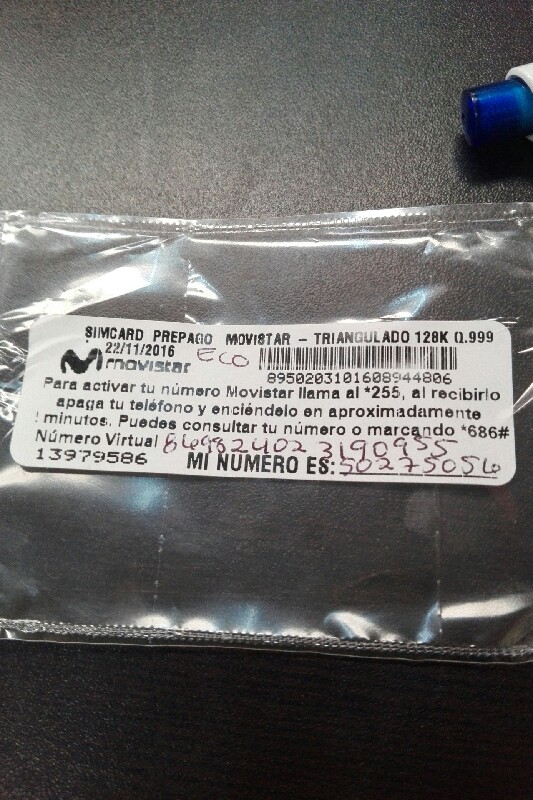 SIMCARD PREPAGO MOVISTAR - TRIANGULADO 128K Q.999
22/11/2016 ECO
movistar
8950203101608944806
Para activar tu número Movistar llama al *255, al recibirlo
apaga tu teléfono y enciéndelo en aproximadamente
minutos. Puedes consultar tu número o marcando *686#
Número Virtual 869824023190955
13979586 MI NUMERO ES: 50275056